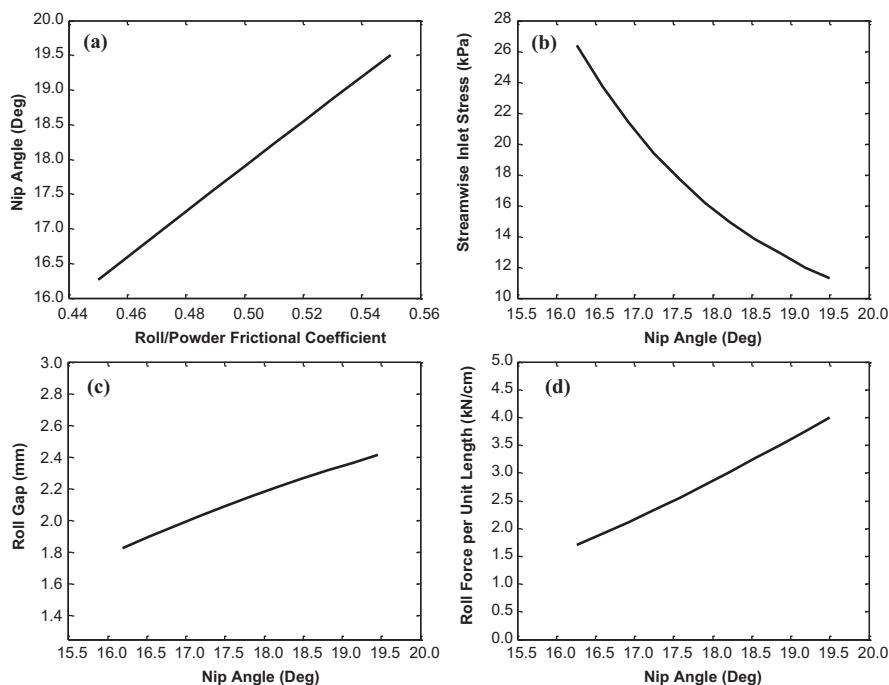 (a)
20.0
19.5
19.0
18.5
18.0
17.5
17.0
16.5
16.0
Nip Angle (Deg)
0.44 0.46 0.48 0.50 0.52 0.54 0.56
Roll/Powder Frictional Coefficient
(b)
28
26
24
22
20
18
16
14
12
10
Streamwise Inlet Stress (kPa)
15.5 16.0 16.5 17.0 17.5 18.0 18.5 19.0 19.5 20.0
Nip Angle (Deg)
(c)
3.0
2.8
2.6
2.4
2.2
2.0
1.8
1.6
1.4
Roll Gap (mm)
15.5 16.0 16.5 17.0 17.5 18.0 18.5 19.0 19.5 20.0
Nip Angle (Deg)
(d)
5.0
4.5
4.0
3.5
3.0
2.5
2.0
1.5
1.0
0.5
0.0
Roll Force per Unit Length (kN/cm)
15.5 16.0 16.5 17.0 17.5 18.0 18.5 19.0 19.5 20.0
Nip Angle (Deg)